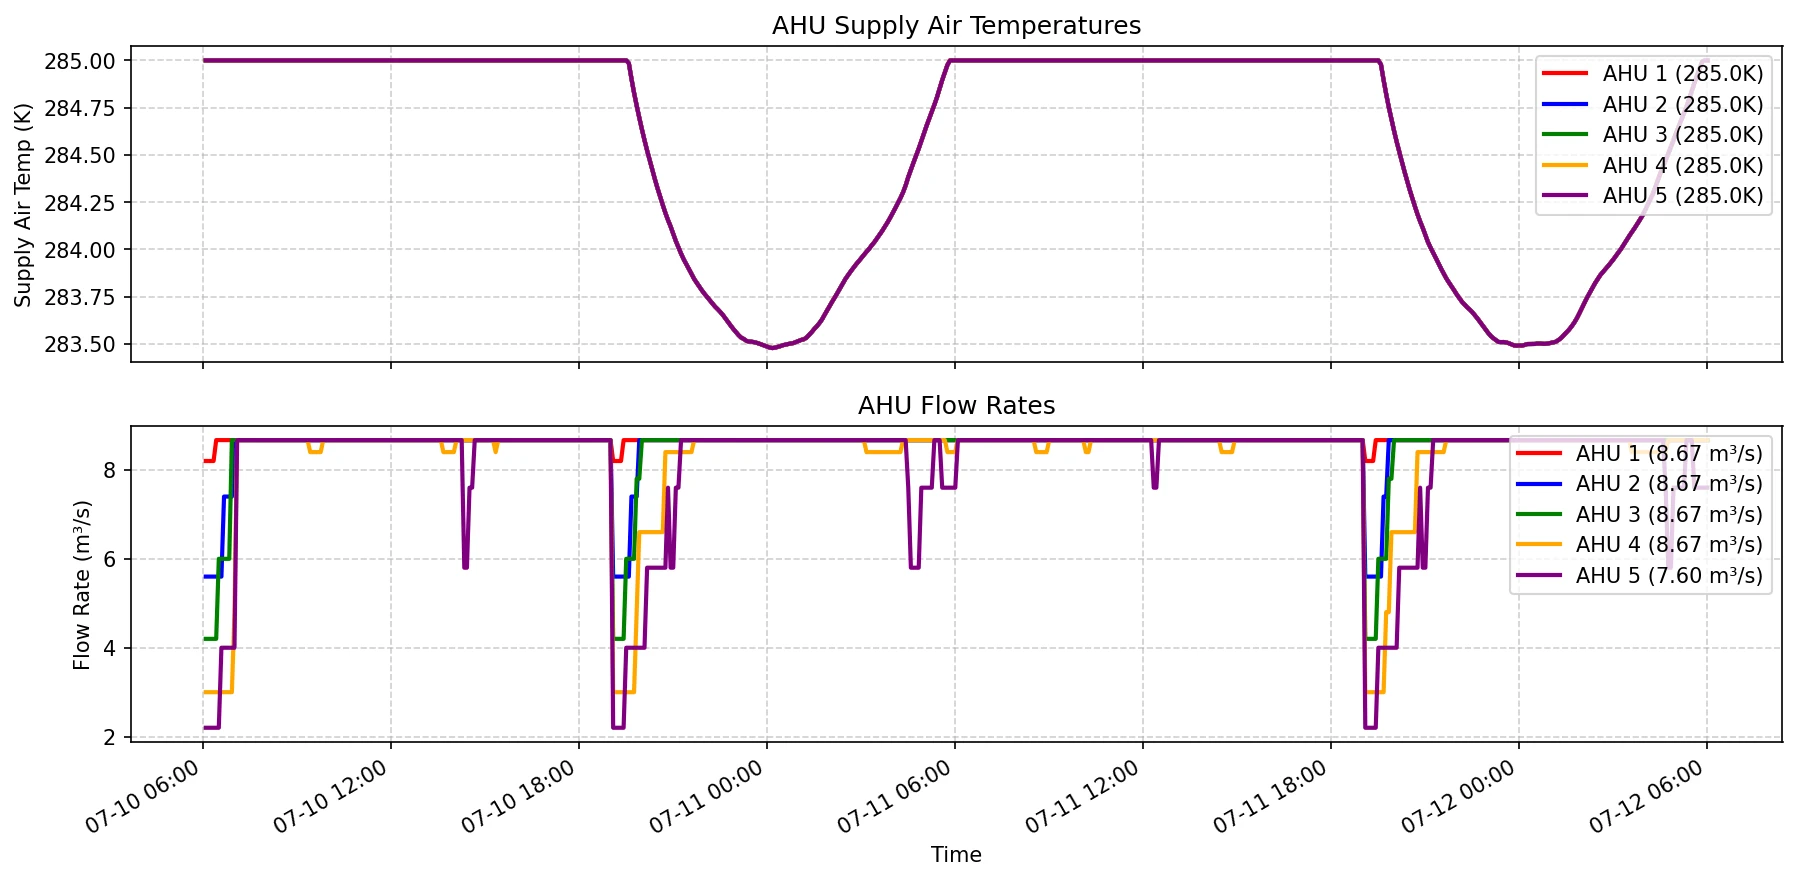 AHU Supply Air Temperatures
Supply Air Temp (K)
285.00
284.75
284.50
284.25
284.00
283.75
283.50
AHU 1 (285.0K)
AHU 2 (285.0K)
AHU 3 (285.0K)
AHU 4 (285.0K)
AHU 5 (285.0K)
AHU Flow Rates
Flow Rate (m³/s)
8
6
4
2
AHU 1 (8.67 m³/s)
AHU 2 (8.67 m³/s)
AHU 3 (8.67 m³/s)
AHU 4 (8.67 m³/s)
AHU 5 (7.60 m³/s)
07-10 06:00
07-10 12:00
07-10 18:00
07-11 00:00
07-11 06:00
07-11 12:00
07-11 18:00
07-12 00:00
07-12 06:00
Time